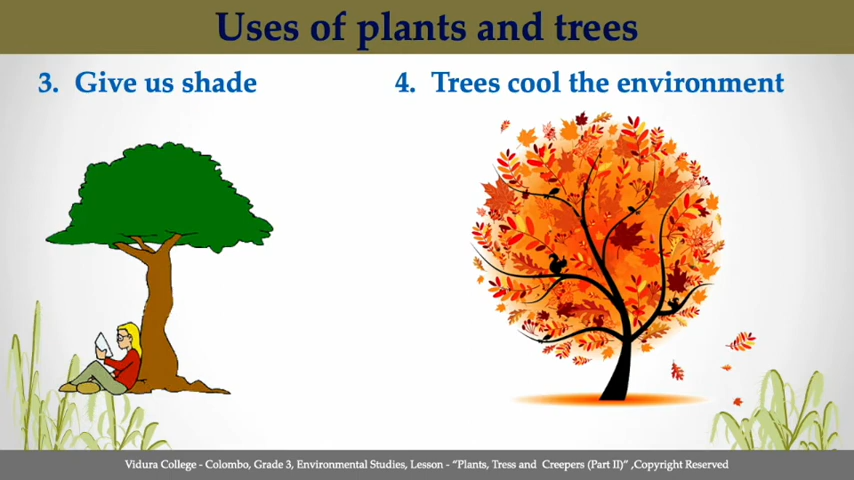 Uses of plants and trees
3. Give us shade
4. Trees cool the environment
Vidura College - Colombo, Grade 3, Environmental Studies, Lesson - “Plants, Tress and Creepers (Part II)” ,Copyright Reserved